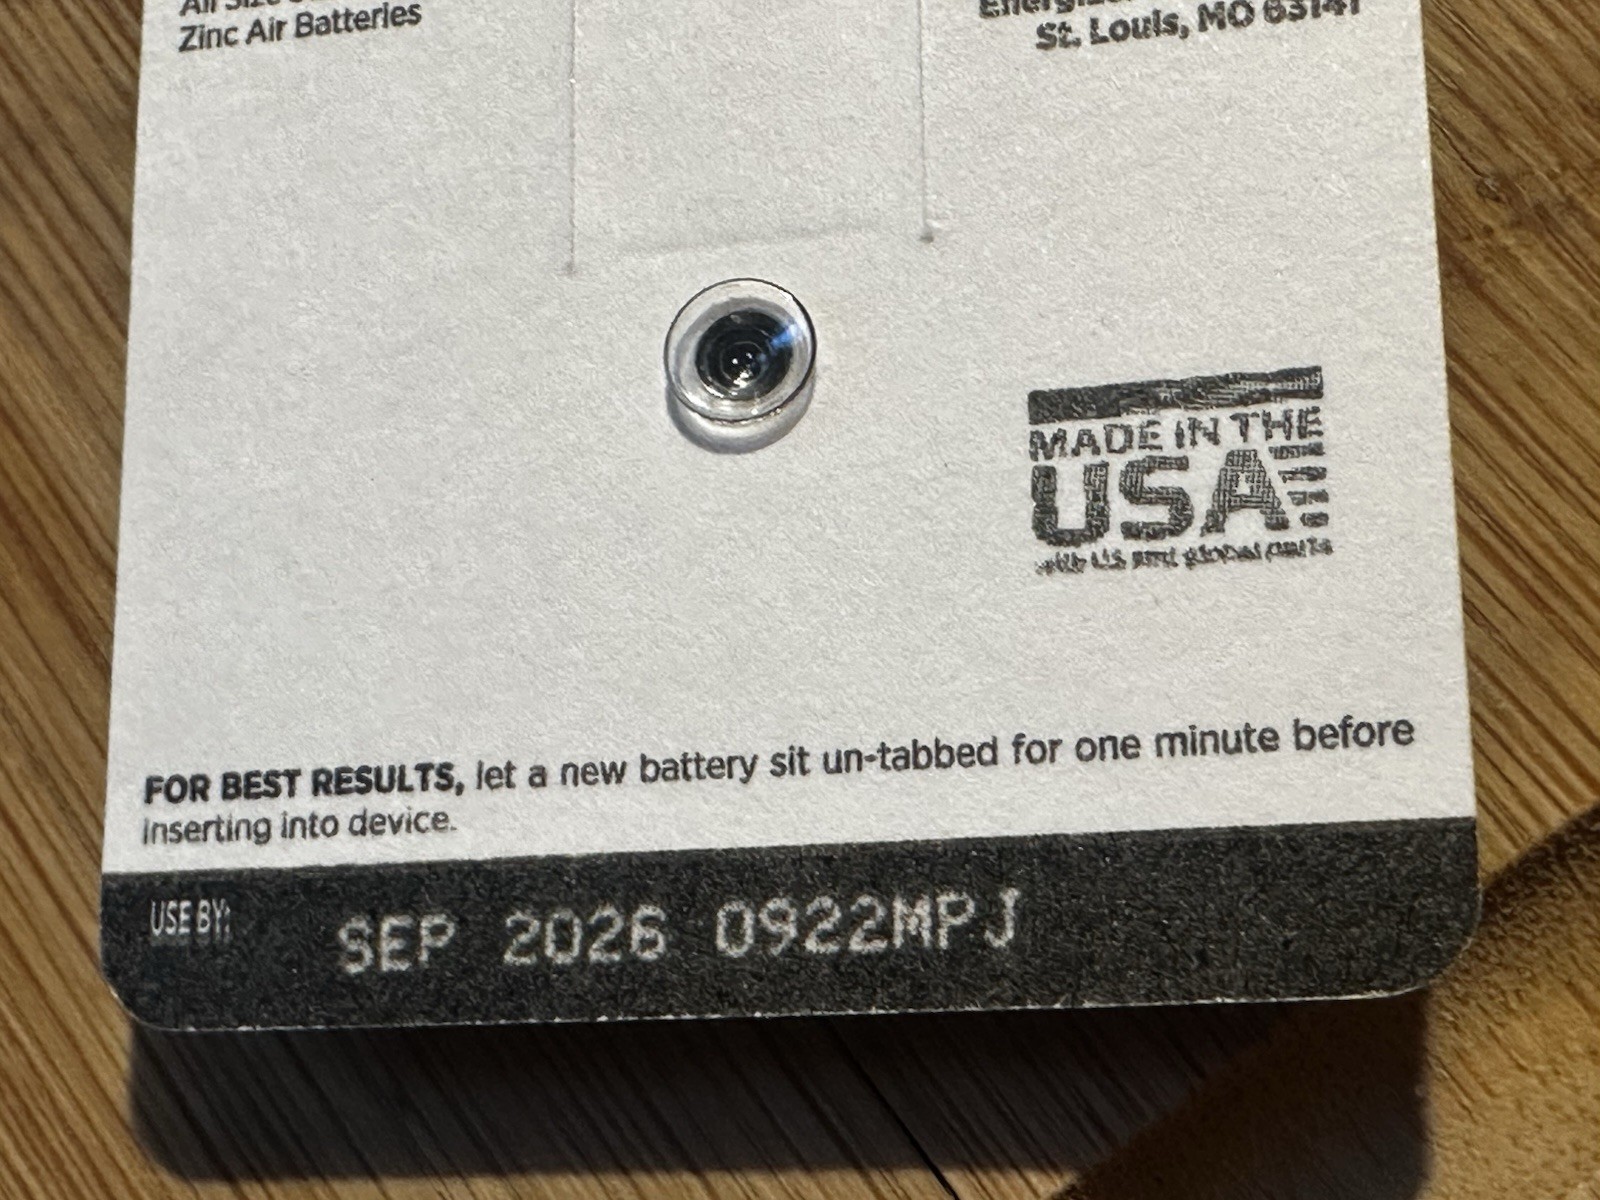 Zinc Air Batteries
St. Louis, MO 63141
MADE IN THE
USA
FOR BEST RESULTS, let a new battery sit un-tabbed for one minute before
inserting into device.
USE BY:
SEP 2026 0922MPJ